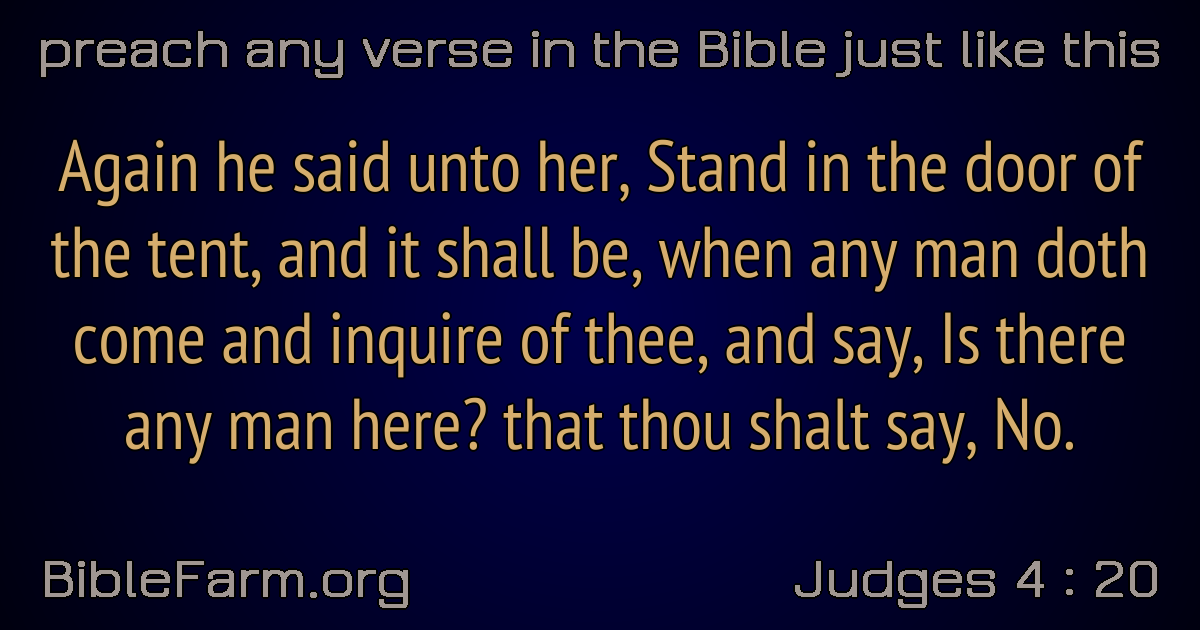 preach any verse in the Bible just like this
Again he said unto her, Stand in the door of
the tent, and it shall be, when any man doth
come and inquire of thee, and say, Is there
any man here? that thou shalt say, No.
BibleFarm.org
Judges 4 : 20